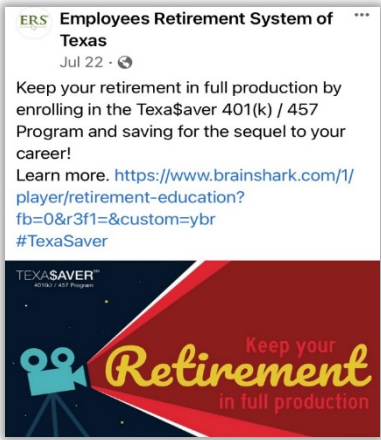 ERS
Employees Retirement System of
Texas
Jul 22 ·
Keep your retirement in full production by
enrolling in the Texa$aver 401(k) / 457
Program and saving for the sequel to your
career!
Learn more. https://www.brainshark.com/1/
player/retirement-education?
fb=0&r3f1=&custom=ybr
#TexaSaver
TEXA$AVER℠
401(k) / 457 Program
Keep your
Retirement
in full production